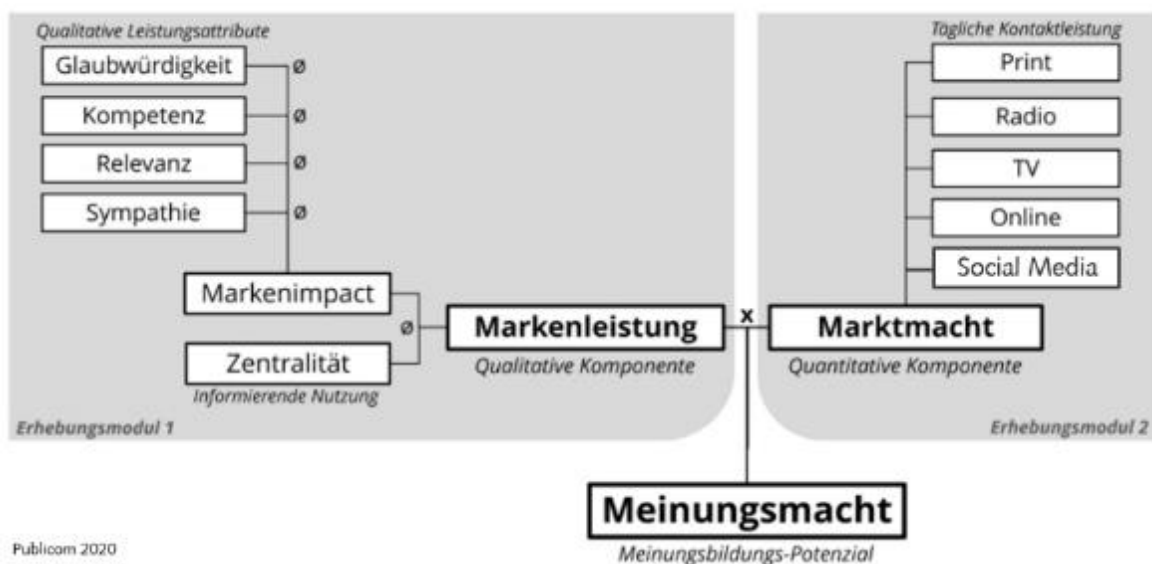 Qualitative Leistungsattribute
Glaubwürdigkeit
Ø
Kompetenz
Ø
Relevanz
Ø
Sympathie
Ø
Markenimpact
Ø
Zentralität
Informierende Nutzung
Markenleistung
Qualitative Komponente
Erhebungsmodul 1
x
Tägliche Kontaktleistung
Print
Radio
TV
Online
Social Media
Marktmacht
Quantitative Komponente
Erhebungsmodul 2
Meinungsmacht
Meinungsbildungs-Potenzial
Publicom 2020